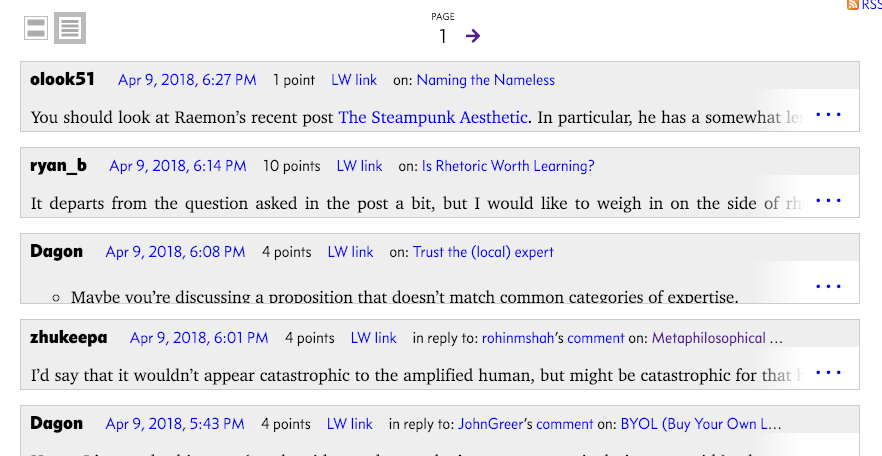 RSS
PAGE
1 →
olook51 Apr 9, 2018, 6:27 PM 1 point LW link on: Naming the Nameless
You should look at Raemon’s recent post The Steampunk Aesthetic. In particular, he has a somewhat ...
ryan_b Apr 9, 2018, 6:14 PM 10 points LW link on: Is Rhetoric Worth Learning?
It departs from the question asked in the post a bit, but I would like to weigh in on the side of ...
Dagon Apr 9, 2018, 6:08 PM 4 points LW link on: Trust the (local) expert
...
○ Maybe you’re discussing a proposition that doesn’t match common categories of expertise.
zhukeepa Apr 9, 2018, 6:01 PM 4 points LW link in reply to: rohinmshah’s comment on: Metaphilosophical …
I’d say that it wouldn’t appear catastrophic to the amplified human, but might be catastrophic for that ...
Dagon Apr 9, 2018, 5:43 PM 4 points LW link in reply to: JohnGreer’s comment on: BYOL (Buy Your Own L…